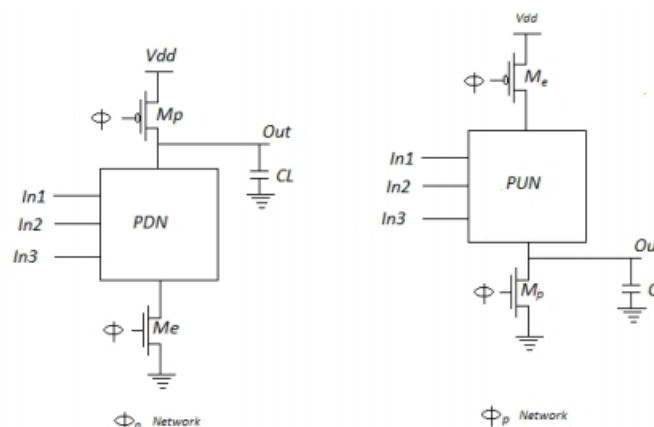 Vdd
Φ Mp
Out
CL
In1
In2
In3
PDN
Φ Me
Φn Network
Vdd
Φ Me
In1
In2
In3
PUN
Ou
Φ Mp
C
Φp Network